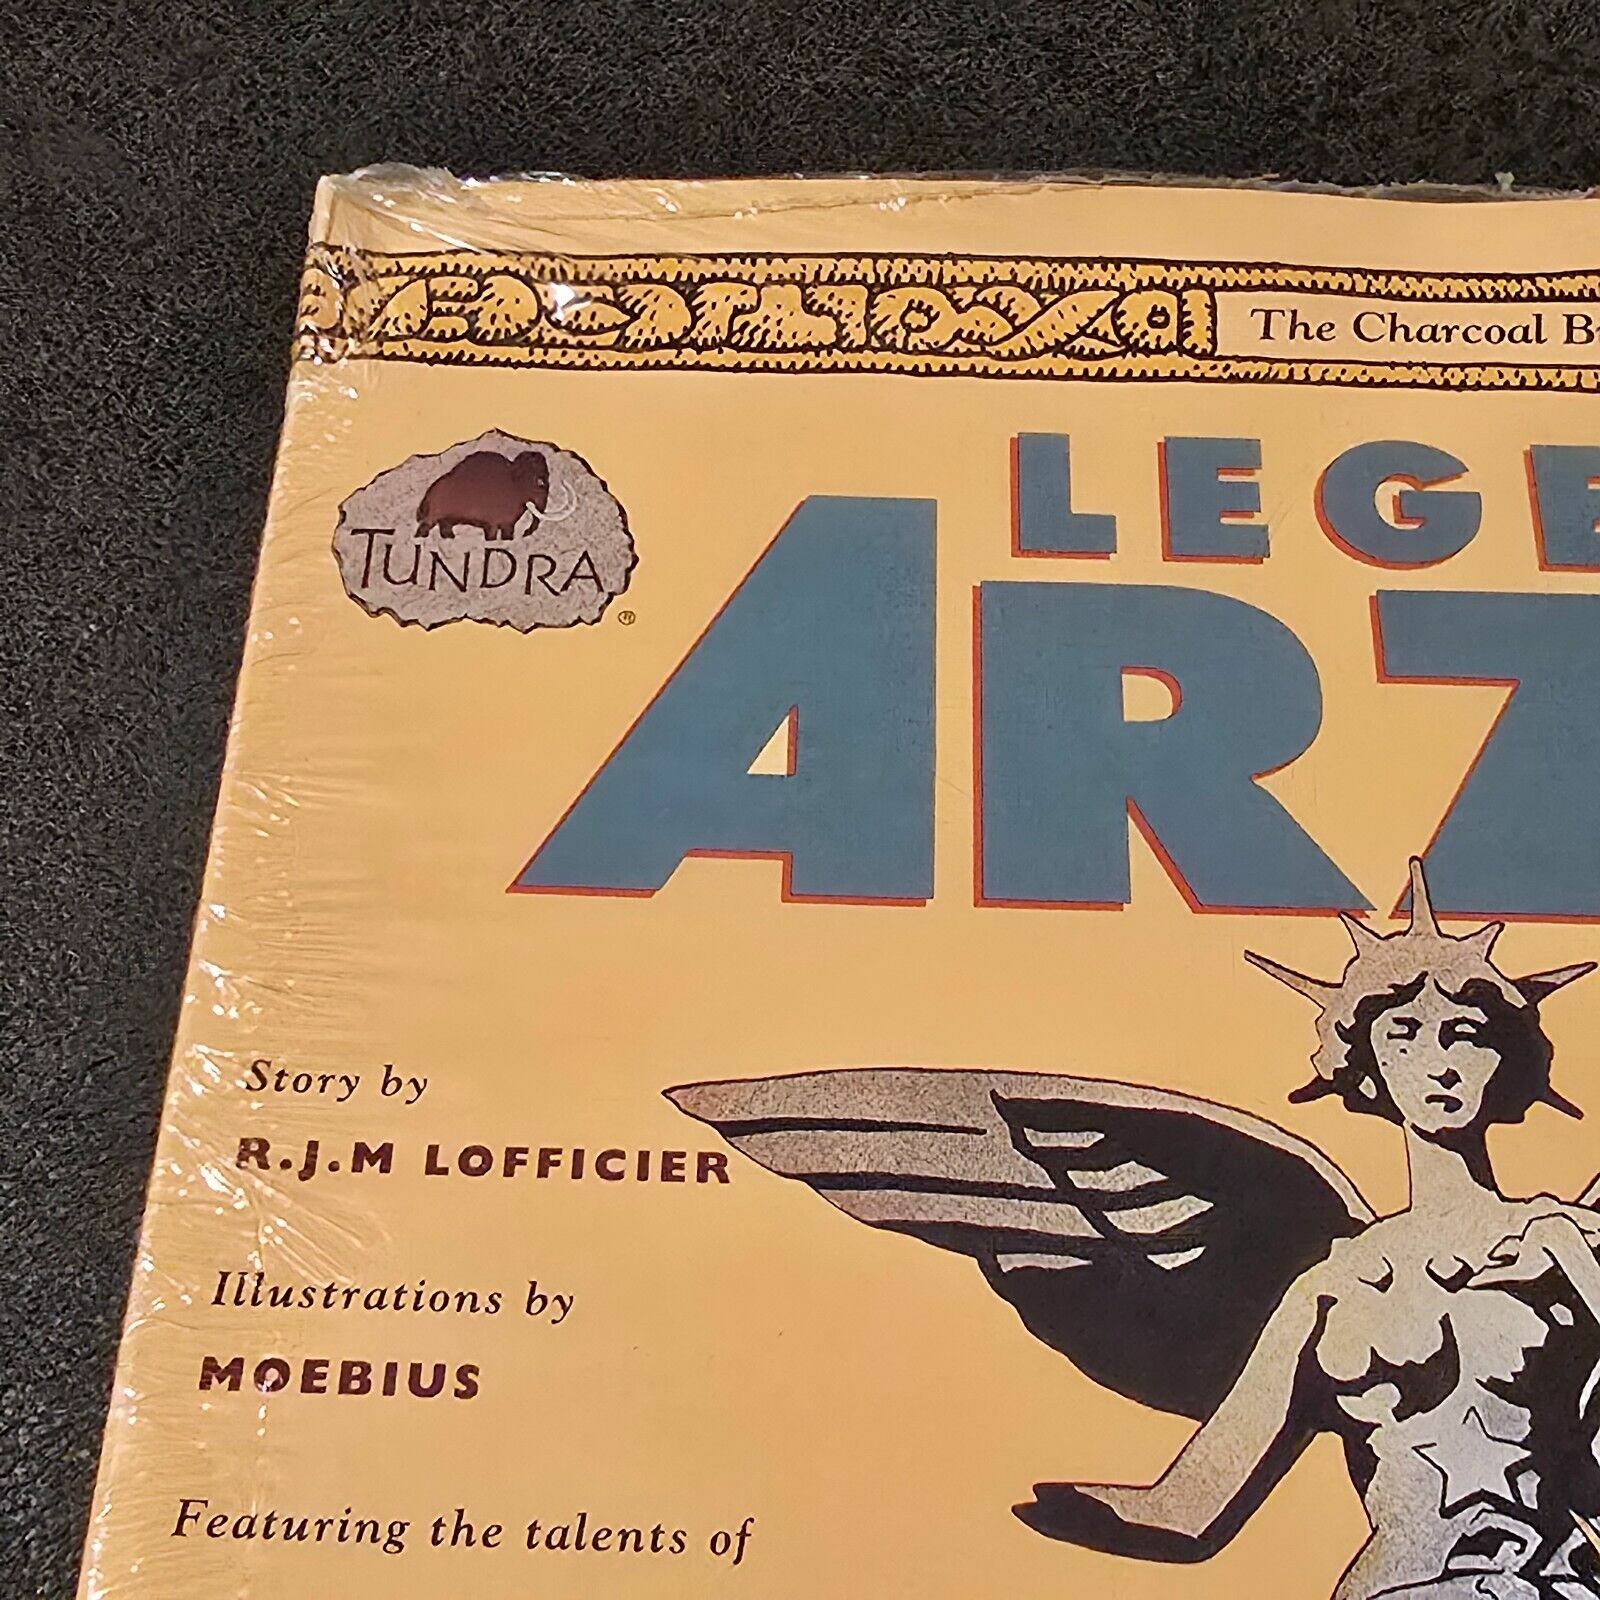 The Charcoal B
TUNDRA
®
LEGE
ARZ
Story by
R.J.M LOFFICIER
Illustrations by
MOEBIUS
Featuring the talents of